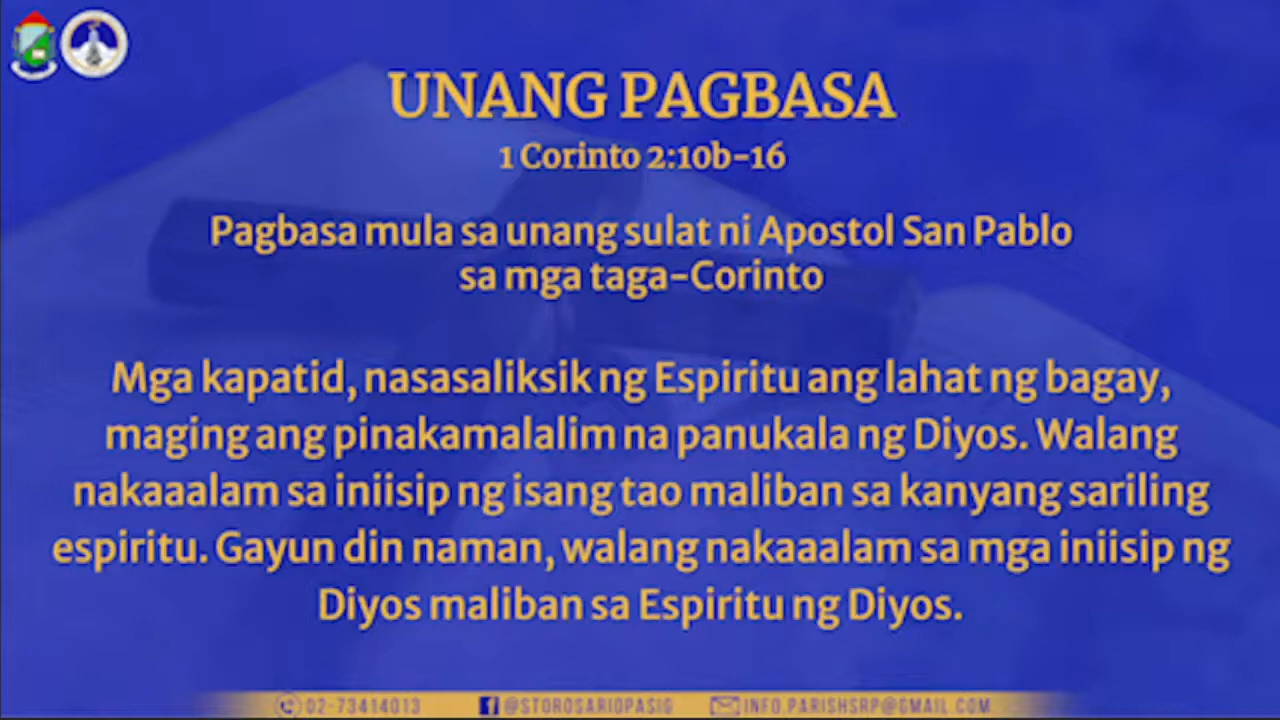 UNANG PAGBASA
1 Corinto 2:10b-16
Pagbasa mula sa unang sulat ni Apostol San Pablo
sa mga taga-Corinto
Mga kapatid, nasasaliksik ng Espiritu ang lahat ng bagay,
maging ang pinakamalalim na panukala ng Diyos. Walang
nakaaalam sa iniisip ng isang tao maliban sa kanyang sariling
espiritu. Gayun din naman, walang nakaaalam sa mga iniisip ng
Diyos maliban sa Espiritu ng Diyos.
02-73414013 @STOROSARIOPASIG INFO.PARISHSRP@GMAIL.COM